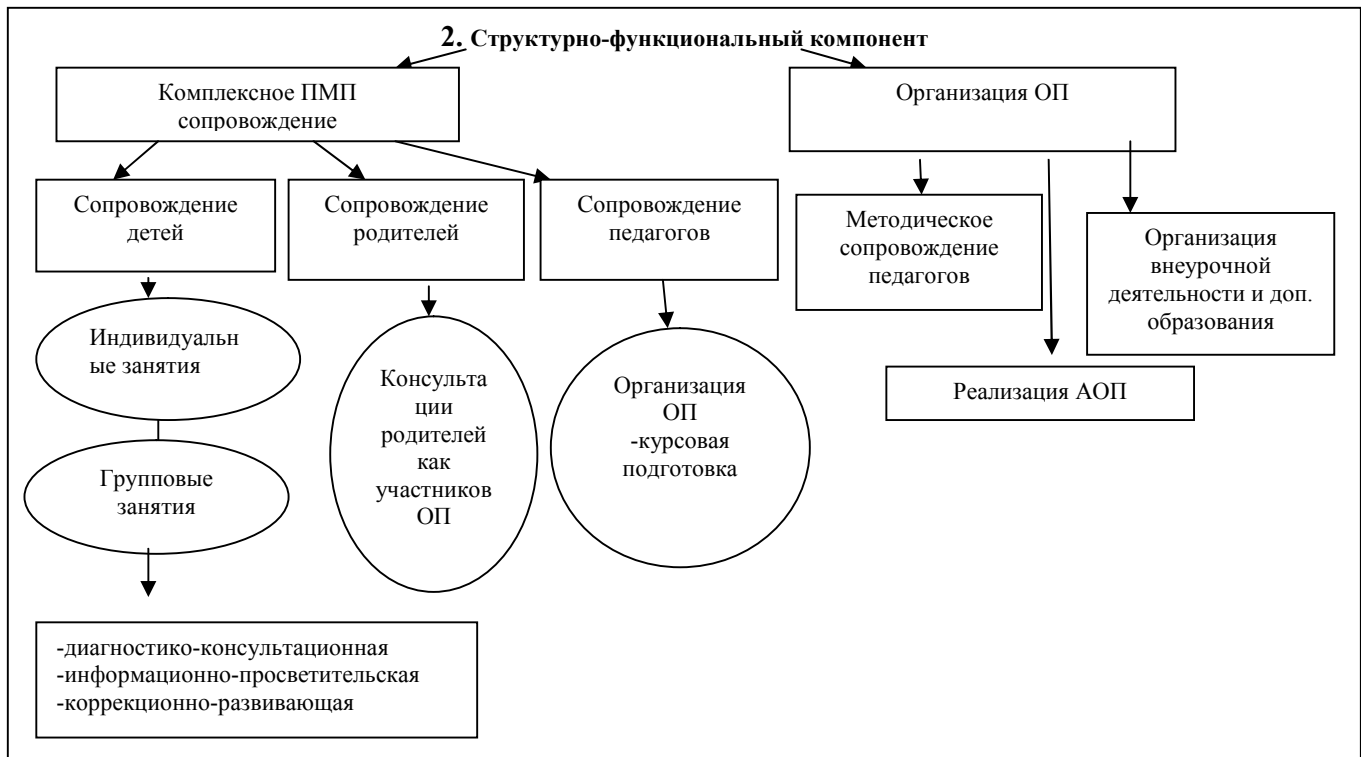 2. Структурно-функциональный компонент
Комплексное ПМП
сопровождение
Организация ОП
Сопровождение
детей
Сопровождение
родителей
Сопровождение
педагогов
Методическое
сопровождение
педагогов
Организация
внеурочной
деятельности и доп.
образования
Индивидуальн
ые занятия
Консульта
ции
родителей
как
участников
ОП
Организация
ОП
-курсовая
подготовка
Реализация АОП
Групповые
занятия
-диагностико-консультационная
-информационно-просветительская
-коррекционно-развивающая